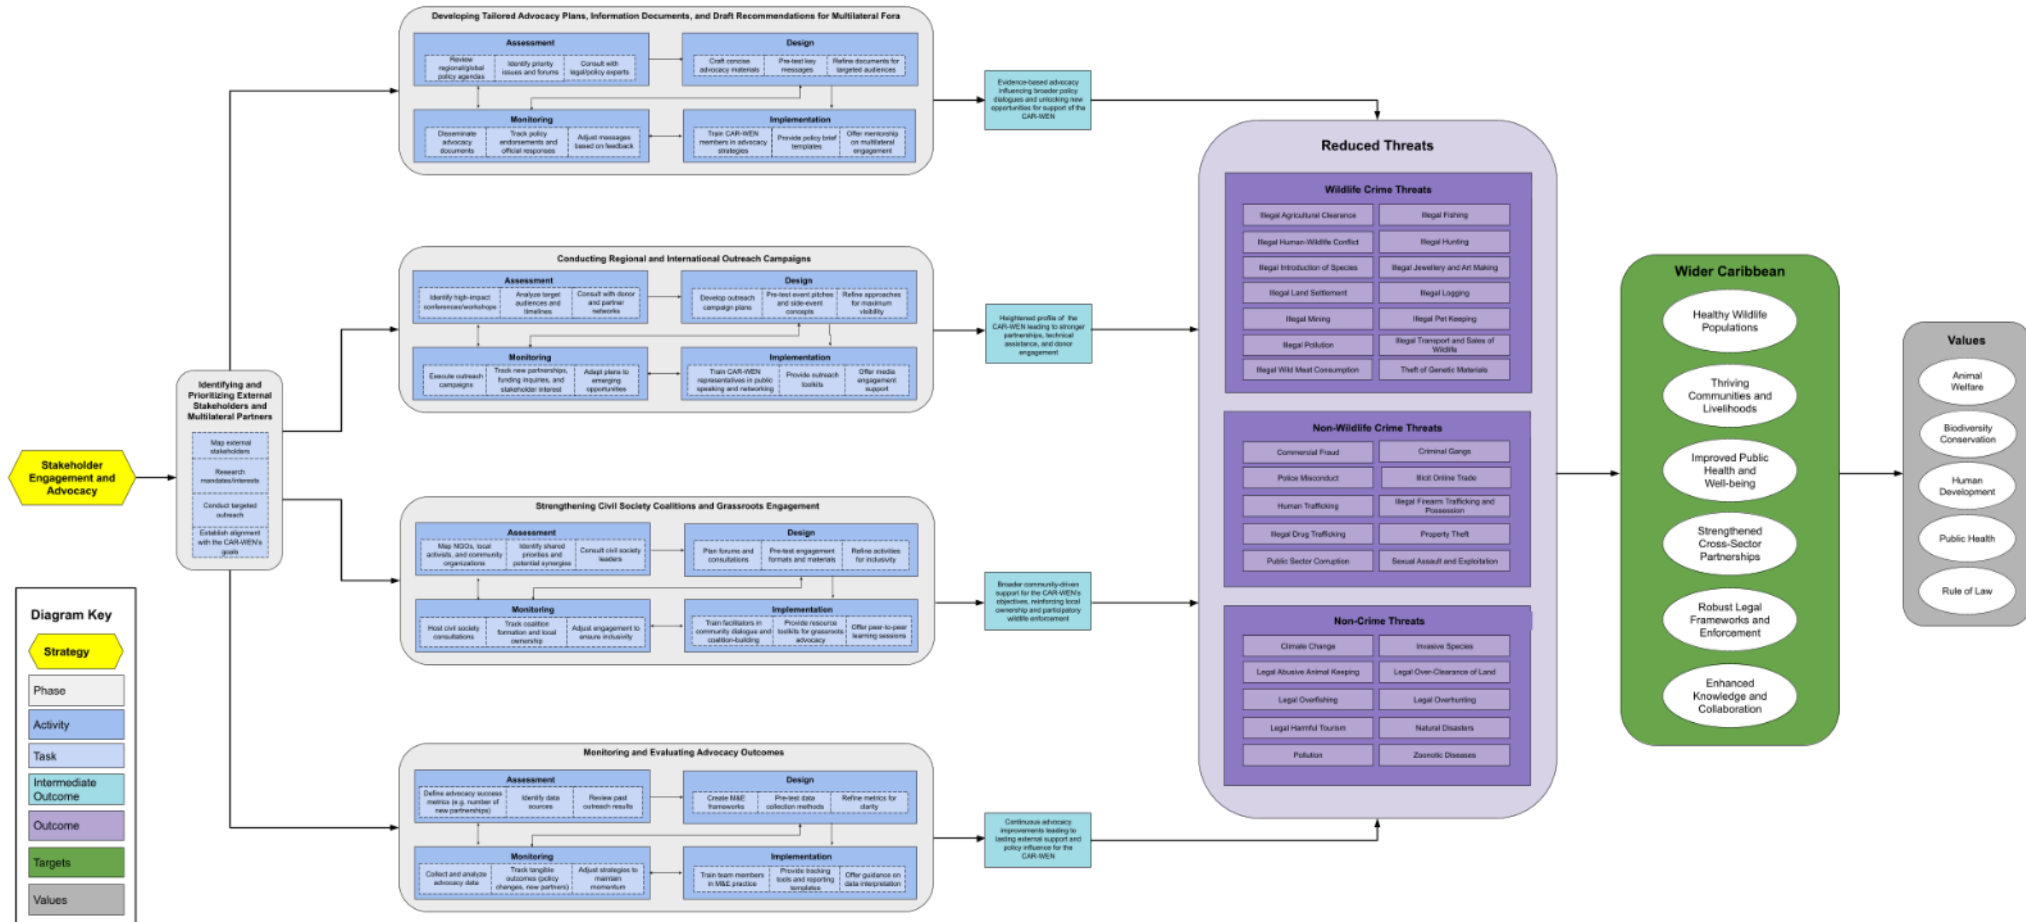 Stakeholder
Engagement and
Advocacy
Identifying and
Prioritizing External
Stakeholders and
Multilateral Partners
Map external
stakeholders
Research
mandates/interests
Conduct targeted
outreach
Establish alignment
with the CAR-WEN's
goals
Developing Tailored Advocacy Plans, Information Documents, and Draft Recommendations for Multilateral Fora
Assessment
Review
regional/global
policy agendas
Identify priority
issues and forums
Consult with
legal/policy experts
Design
Craft concise
advocacy materials
Pre-test key
messages
Refine documents for
targeted audiences
Monitoring
Disseminate
advocacy
documents
Track policy
endorsements and
official responses
Adjust messages
based on feedback
Implementation
Train CAR-WEN
members in advocacy
strategies
Provide policy brief
templates
Offer mentorship
on multilateral
engagement
Evidence-based advocacy
influencing broader policy
dialogues and unlocking new
opportunities for support of the
CAR-WEN
Conducting Regional and International Outreach Campaigns
Assessment
Identify high-impact
conferences/workshops
Analyze target
audiences and
timelines
Consult with donor
and partner
networks
Design
Develop outreach
campaign plans
Pre-test event pitches
and side-event
concepts
Refine approaches
for maximum
visibility
Monitoring
Execute outreach
campaigns
Track new partnerships,
funding inquiries, and
stakeholder interest
Adapt plans to
emerging
opportunities
Implementation
Train CAR-WEN
representatives in public
speaking and networking
Provide outreach
toolkits
Offer media
engagement
support
Heightened profile of the
CAR-WEN leading to stronger
partnerships, technical
assistance, and donor
engagement
Strengthening Civil Society Coalitions and Grassroots Engagement
Assessment
Map NGOs, local
activists, and community
organizations
Identify shared
priorities and
potential synergies
Consult civil society
leaders
Design
Plan forums and
consultations
Pre-test engagement
formats and materials
Refine activities
for inclusivity
Monitoring
Host civil society
consultations
Track coalition
formation and local
ownership
Adjust engagement to
ensure inclusivity
Implementation
Train facilitators in
community dialogue and
coalition-building
Provide resource
toolkits for grassroots
advocacy
Offer peer-to-peer
learning sessions
Broader community-driven
support for the CAR-WEN's
objectives, reinforcing local
ownership and participatory
wildlife enforcement
Monitoring and Evaluating Advocacy Outcomes
Assessment
Define advocacy success
metrics (e.g. number of
new partnerships)
Identify data
sources
Review past
outreach results
Design
Create M&E
frameworks
Pre-test data
collection methods
Refine metrics for
clarity
Monitoring
Collect and analyze
advocacy data
Track tangible
outcomes (policy
changes, new partners)
Adjust strategies to
maintain
momentum
Implementation
Train team members
in M&E practice
Provide tracking
tools and reporting
templates
Offer guidance on
data interpretation
Continuous advocacy
improvements leading to
lasting external support and
policy influence for the
CAR-WEN
Reduced Threats
Wildlife Crime Threats
Illegal Agricultural Clearance
Illegal Fishing
Illegal Human-Wildlife Conflict
Illegal Hunting
Illegal Introduction of Species
Illegal Jewellery and Art Making
Illegal Land Settlement
Illegal Logging
Illegal Mining
Illegal Pet Keeping
Illegal Pollution
Illegal Transport and Sales of
Wildlife
Illegal Wild Meat Consumption
Theft of Genetic Materials
Non-Wildlife Crime Threats
Commercial Fraud
Criminal Gangs
Police Misconduct
Illicit Online Trade
Human Trafficking
Illegal Firearm Trafficking and
Possession
Illegal Drug Trafficking
Property Theft
Public Sector Corruption
Sexual Assault and Exploitation
Non-Crime Threats
Climate Change
Invasive Species
Legal Abusive Animal Keeping
Legal Over-Clearance of Land
Legal Overfishing
Legal Overhunting
Legal Harmful Tourism
Natural Disasters
Pollution
Zoonotic Diseases
Wider Caribbean
Healthy Wildlife
Populations
Thriving
Communities and
Livelihoods
Improved Public
Health and
Well-being
Strengthened
Cross-Sector
Partnerships
Robust Legal
Frameworks and
Enforcement
Enhanced
Knowledge and
Collaboration
Values
Animal
Welfare
Biodiversity
Conservation
Human
Development
Public Health
Rule of Law
Diagram Key
Strategy
Phase
Activity
Task
Intermediate
Outcome
Outcome
Targets
Values